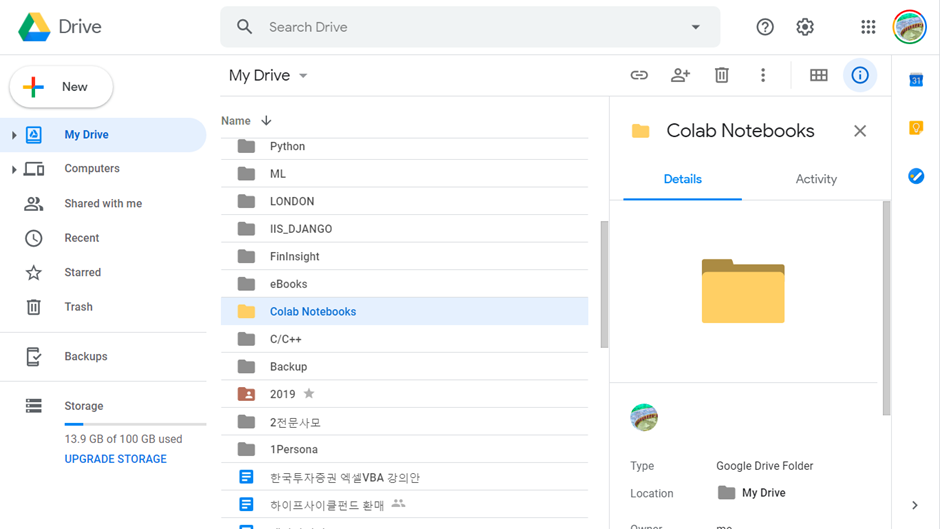 Drive
Search Drive
New
My Drive
Computers
Shared with me
Recent
Starred
Trash
Backups
Storage
13.9 GB of 100 GB used
UPGRADE STORAGE
My Drive
Name
Python
ML
LONDON
IIS_DJANGO
FinInsight
eBooks
Colab Notebooks
C/C++
Backup
2019
2전문사모
1Persona
한국투자증권 엑셀VBA 강의안
하이프사이클펀드 환매
Colab Notebooks
Details Activity
Type Google Drive Folder
Location My Drive
Owner me
31